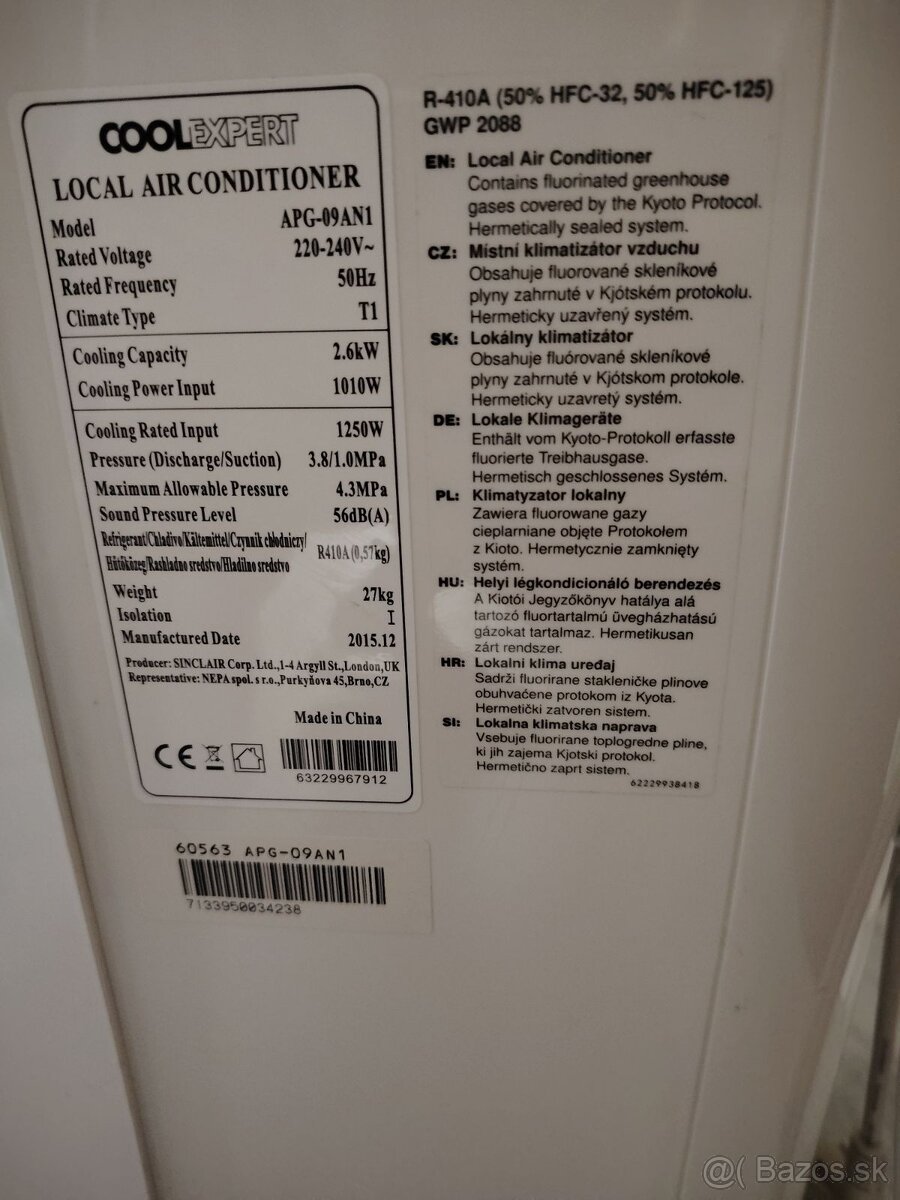 COOLEXPERT
LOCAL AIR CONDITIONER
Model APG-09AN1
Rated Voltage 220-240V~
Rated Frequency 50Hz
Climate Type T1
Cooling Capacity 2.6kW
Cooling Power Input 1010W
Cooling Rated Input 1250W
Pressure (Discharge/Suction) 3.8/1.0MPa
Maximum Allowable Pressure 4.3MPa
Sound Pressure Level 56dB(A)
Refrigerant/Chladivo/Kältemittel/Czynnik chłodniczy/
Hűtőközeg/Rashladno sredstvo/Hladilno sredstvo R410A (0,57kg)
Weight 27kg
Isolation I
Manufactured Date 2015.12
Producer: SINCLAIR Corp. Ltd.,1-4 Argyll St.,London,UK
Representative: NEPA spol. s r.o.,Purkyňova 45,Brno,CZ
Made in China
CE
63229967912
60563 APG-09AN1
7133950034238
R-410A (50% HFC-32, 50% HFC-125)
GWP 2088
EN: Local Air Conditioner
Contains fluorinated greenhouse
gases covered by the Kyoto Protocol.
Hermetically sealed system.
CZ: Místní klimatizátor vzduchu
Obsahuje fluorované skleníkové
plyny zahrnuté v Kjótském protokolu.
Hermeticky uzavřený systém.
SK: Lokálny klimatizátor
Obsahuje fluórované skleníkové
plyny zahrnuté v Kjótskom protokole.
Hermeticky uzavretý systém.
DE: Lokale Klimageräte
Enthält vom Kyoto-Protokoll erfasste
fluorierte Treibhausgase.
Hermetisch geschlossenes Systém.
PL: Klimatyzator lokalny
Zawiera fluorowane gazy
cieplarniane objęte Protokołem
z Kioto. Hermetycznie zamknięty
systém.
HU: Helyi légkondicionáló berendezés
A Kiotói Jegyzőkönyv hatálya alá
tartozó fluortartalmú üvegházhatású
gázokat tartalmaz. Hermetikusan
zárt rendszer.
HR: Lokalni klima uređaj
Sadrži fluorirane stakleničke plinove
obuhvaćene protokom iz Kyota.
Hermetički zatvoren sistem.
SI: Lokalna klimatska naprava
Vsebuje fluorirane toplogredne pline,
ki jih zajema Kjotski protokol.
Hermetično zaprt sistem.
62229938418
@( Bazos.sk